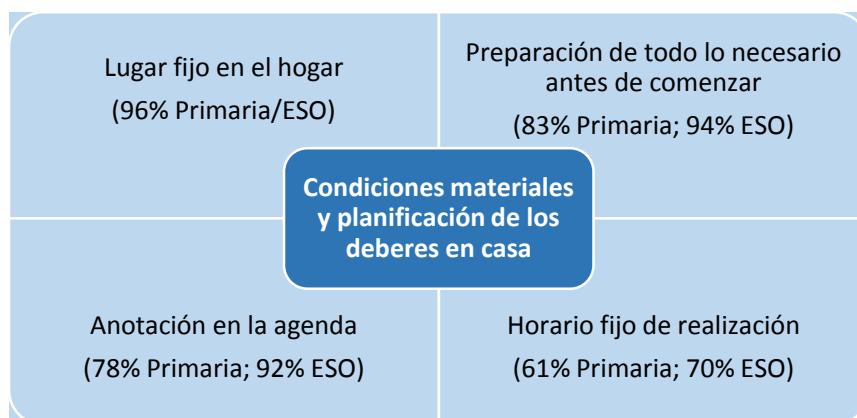 Lugar fijo en el hogar
(96% Primaria/ESO)
Preparación de todo lo necesario
antes de comenzar
(83% Primaria; 94% ESO)
Condiciones materiales
y planificación de los
deberes en casa
Anotación en la agenda
(78% Primaria; 92% ESO)
Horario fijo de realización
(61% Primaria; 70% ESO)